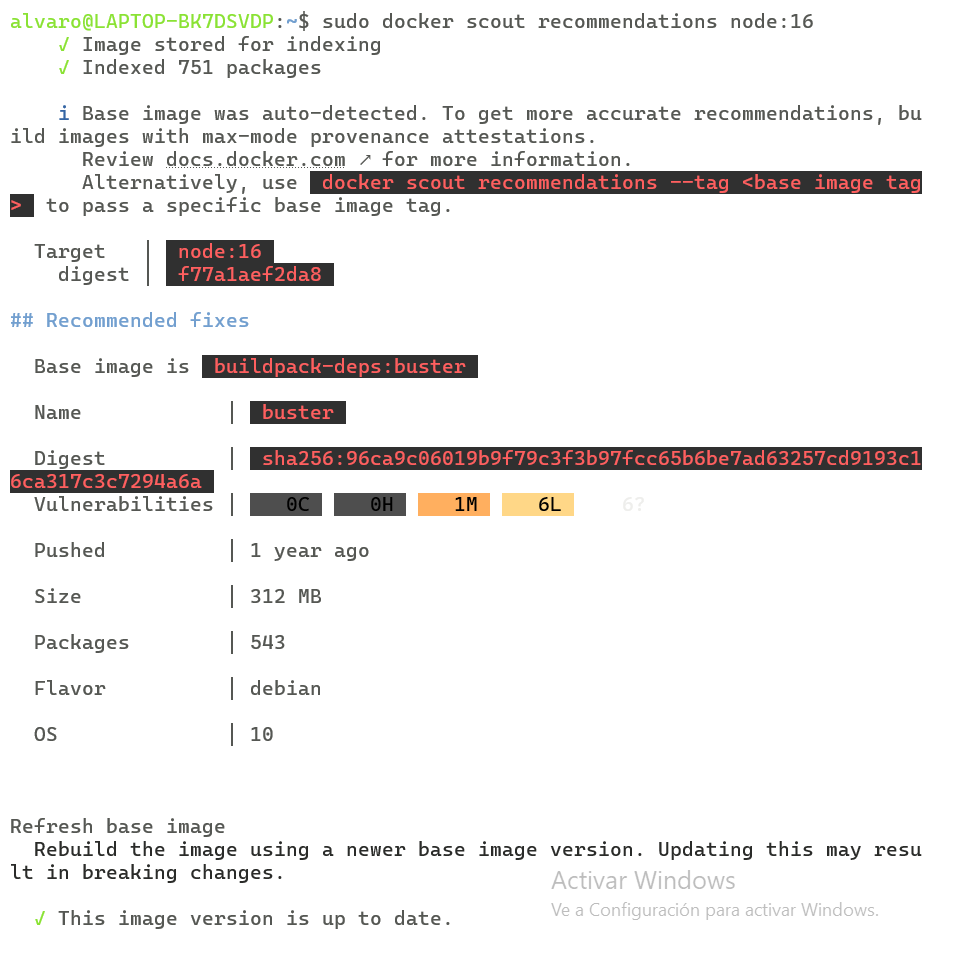 alvaro@LAPTOP-BK7DSVDP:~$ sudo docker scout recommendations node:16
✓ Image stored for indexing
✓ Indexed 751 packages
i Base image was auto-detected. To get more accurate recommendations, bu
ild images with max-mode provenance attestations.
Review docs.docker.com ↗ for more information.
Alternatively, use docker scout recommendations --tag <base image tag
> to pass a specific base image tag.
Target │ node:16
digest │ f77a1aef2da8
## Recommended fixes
Base image is buildpack-deps:buster
Name │ buster
Digest │ sha256:96ca9c06019b9f79c3f3b97fcc65b6be7ad63257cd9193c1
6ca317c3c7294a6a
Vulnerabilities │ 0C 0H 1M 6L 6?
Pushed │ 1 year ago
Size │ 312 MB
Packages │ 543
Flavor │ debian
OS │ 10
Refresh base image
Rebuild the image using a newer base image version. Updating this may resu
lt in breaking changes.
Activar Windows
Ve a Configuración para activar Windows.
✓ This image version is up to date.